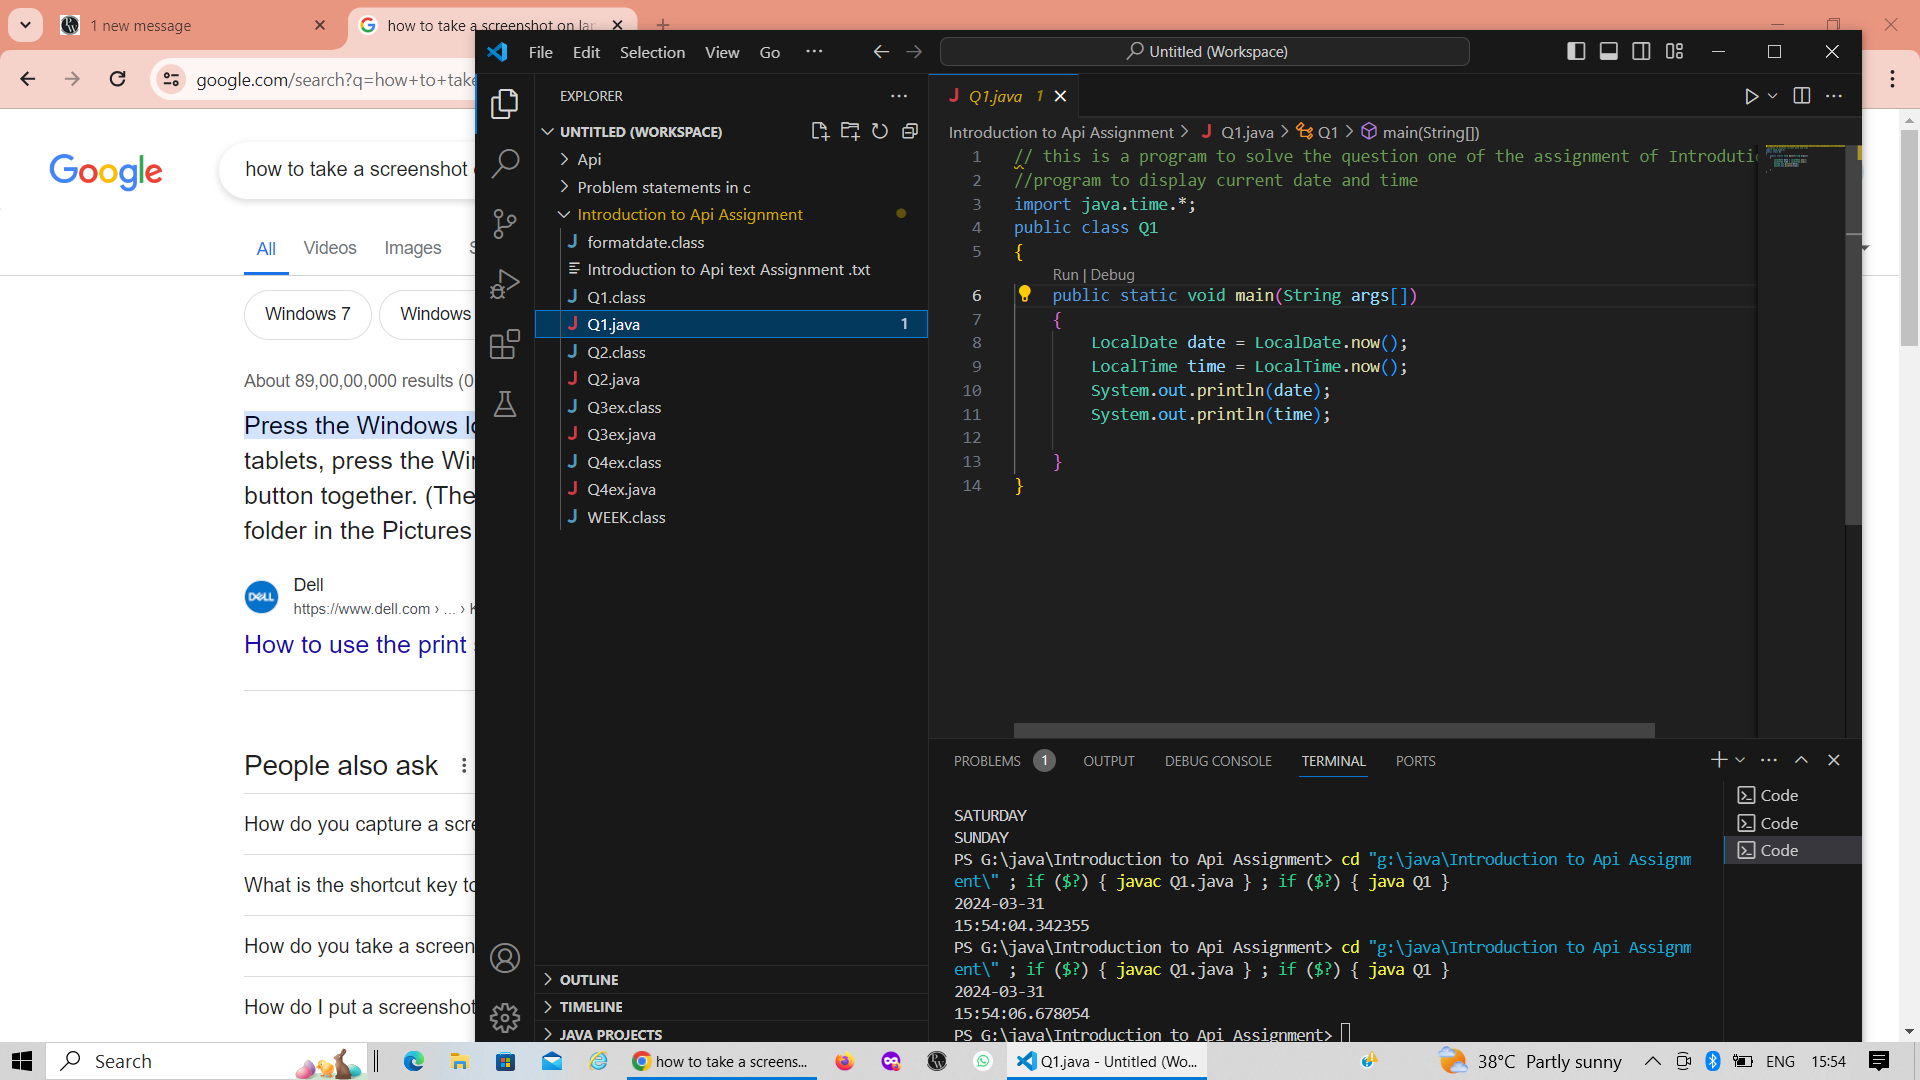 1 new message
how to take a screenshot on la
google.com/search?q=how+to+take
Google
how to take a screenshot
All Videos Images
Windows 7 Windows
About 89,00,00,000 results (0
Press the Windows lo
tablets, press the Wi
button together. (The
folder in the Pictures
Dell
https://www.dell.com › ... ›
How to use the print
People also ask
How do you capture a scre
What is the shortcut key to
How do you take a screen
How do I put a screenshot
File Edit Selection View Go ...
Untitled (Workspace)
EXPLORER
UNTITLED (WORKSPACE)
Api
Problem statements in c
Introduction to Api Assignment
formatdate.class
Introduction to Api text Assignment .txt
Q1.class
Q1.java 1
Q2.class
Q2.java
Q3ex.class
Q3ex.java
Q4ex.class
Q4ex.java
WEEK.class
OUTLINE
TIMELINE
JAVA PROJECTS
Q1.java 1
Introduction to Api Assignment > Q1.java > Q1 > main(String[])
1 // this is a program to solve the question one of the assignment of Introdutio
2 //program to display current date and time
3 import java.time.*;
4 public class Q1
5 {
Run | Debug
6 public static void main(String args[])
7 {
8 LocalDate date = LocalDate.now();
9 LocalTime time = LocalTime.now();
10 System.out.println(date);
11 System.out.println(time);
12
13 }
14 }
PROBLEMS 1 OUTPUT DEBUG CONSOLE TERMINAL PORTS
SATURDAY
SUNDAY
PS G:\java\Introduction to Api Assignment> cd "g:\java\Introduction to Api Assignm
ent\" ; if ($?) { javac Q1.java } ; if ($?) { java Q1 }
2024-03-31
15:54:04.342355
PS G:\java\Introduction to Api Assignment> cd "g:\java\Introduction to Api Assignm
ent\" ; if ($?) { javac Q1.java } ; if ($?) { java Q1 }
2024-03-31
15:54:06.678054
PS G:\java\Introduction to Api Assignment>
Code
Code
Code
Search
how to take a screens...
Q1.java - Untitled (Wo...
38°C Partly sunny
ENG
15:54